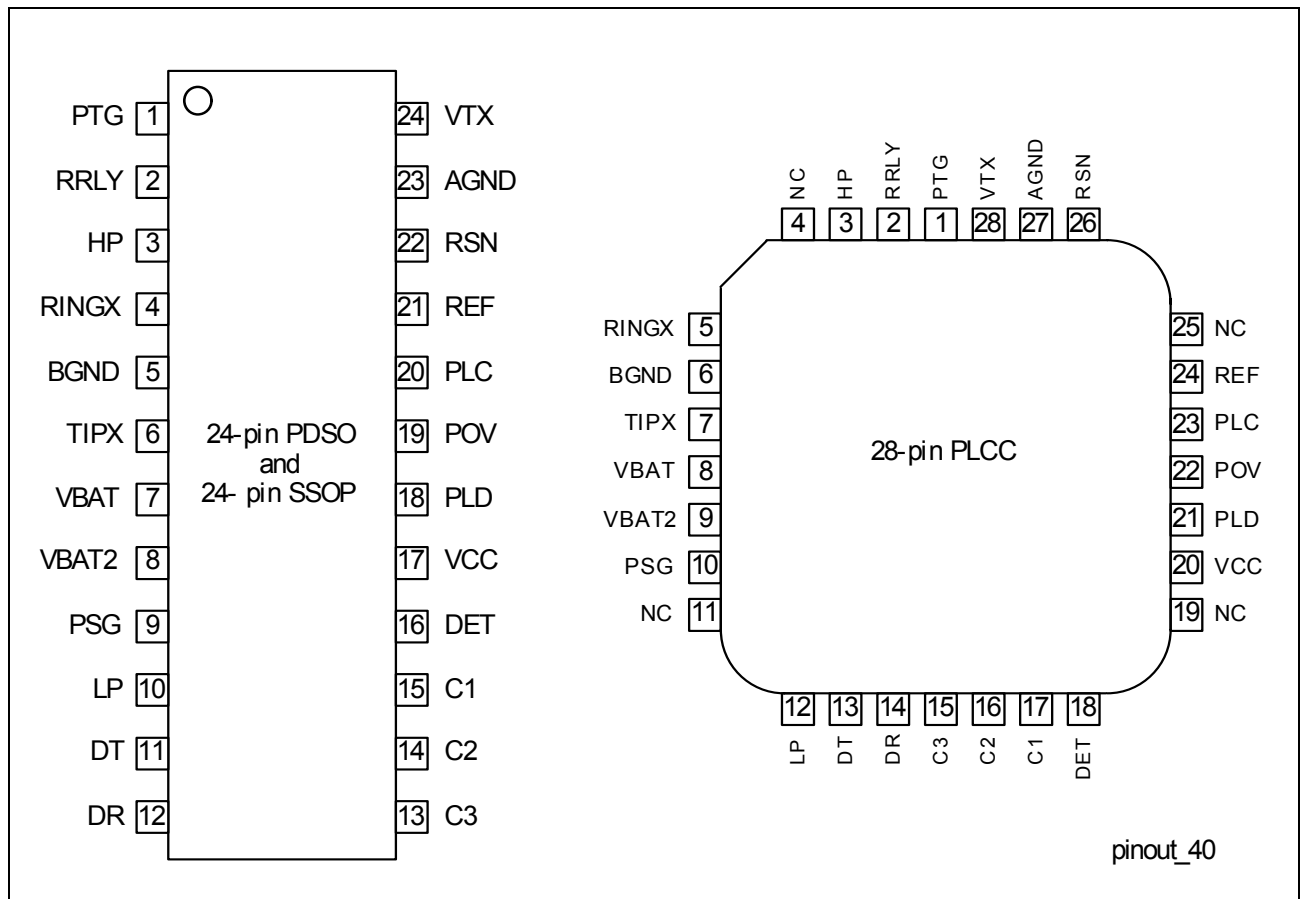 PTG 1
RRLY 2
HP 3
RINGX 4
BGND 5
TIPX 6
VBAT 7
VBAT2 8
PSG 9
LP 10
DT 11
DR 12
24-pin PDSO
and
24- pin SSOP
24 VTX
23 AGND
22 RSN
21 REF
20 PLC
19 POV
18 PLD
17 VCC
16 DET
15 C1
14 C2
13 C3
NC HP RRLY PTG VTX AGND RSN
4 3 2 1 28 27 26
RINGX 5
BGND 6
TIPX 7
VBAT 8
VBAT2 9
PSG 10
NC 11
28-pin PLCC
25 NC
24 REF
23 PLC
22 POV
21 PLD
20 VCC
19 NC
12 13 14 15 16 17 18
LP DT DR C3 C2 C1 DET
pinout_40